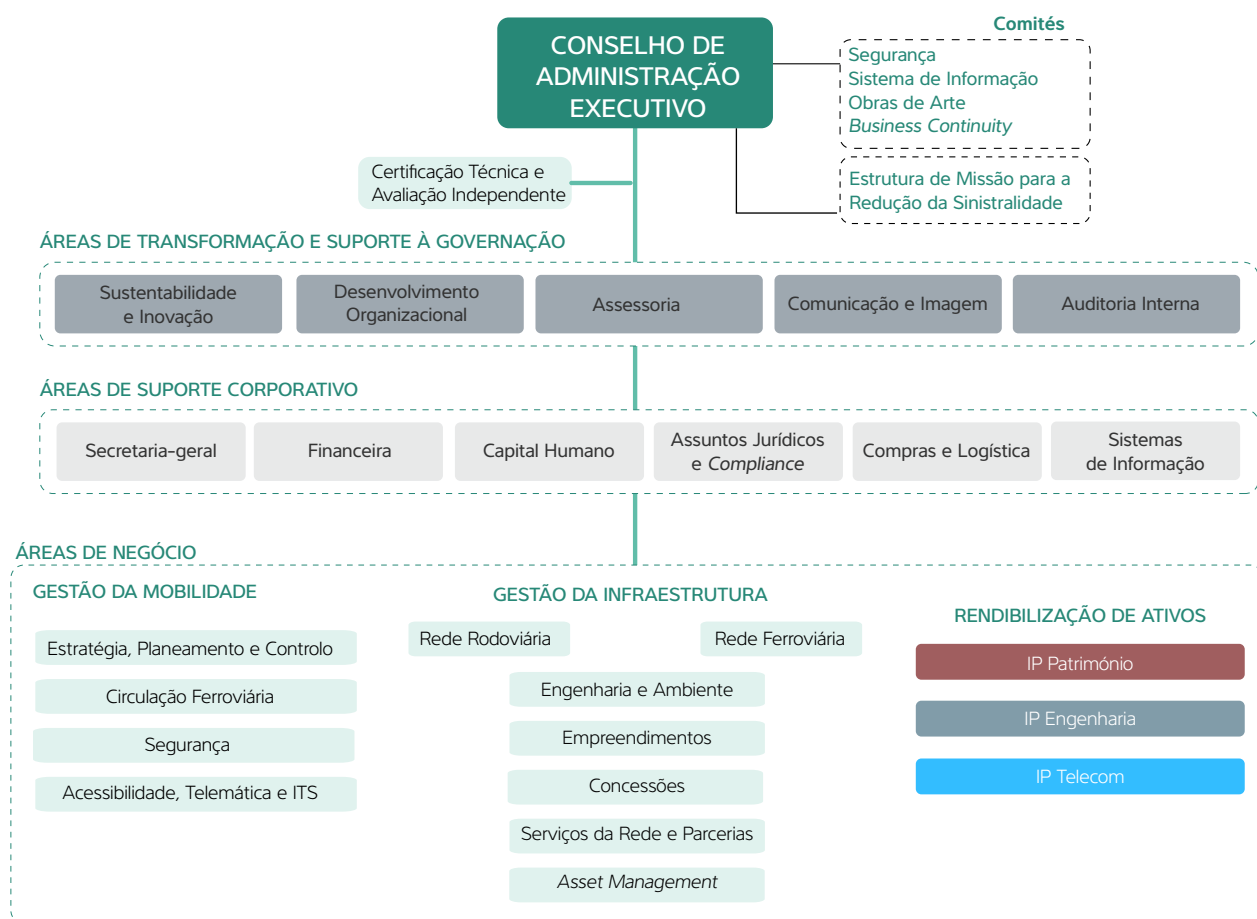 CONSELHO DE
ADMINISTRAÇÃO
EXECUTIVO
Comités
Segurança
Sistema de Informação
Obras de Arte
Business Continuity
Estrutura de Missão para a
Redução da Sinistralidade
Certificação Técnica e
Avaliação Independente
ÁREAS DE TRANSFORMAÇÃO E SUPORTE À GOVERNAÇÃO
Sustentabilidade
e Inovação
Desenvolvimento
Organizacional
Assessoria
Comunicação e Imagem
Auditoria Interna
ÁREAS DE SUPORTE CORPORATIVO
Secretaria-geral
Financeira
Capital Humano
Assuntos Jurídicos
e Compliance
Compras e Logística
Sistemas
de Informação
ÁREAS DE NEGÓCIO
GESTÃO DA MOBILIDADE
Estratégia, Planeamento e Controlo
Circulação Ferroviária
Segurança
Acessibilidade, Telemática e ITS
GESTÃO DA INFRAESTRUTURA
Rede Rodoviária
Rede Ferroviária
Engenharia e Ambiente
Empreendimentos
Concessões
Serviços da Rede e Parcerias
Asset Management
RENDIBILIZAÇÃO DE ATIVOS
IP Património
IP Engenharia
IP Telecom